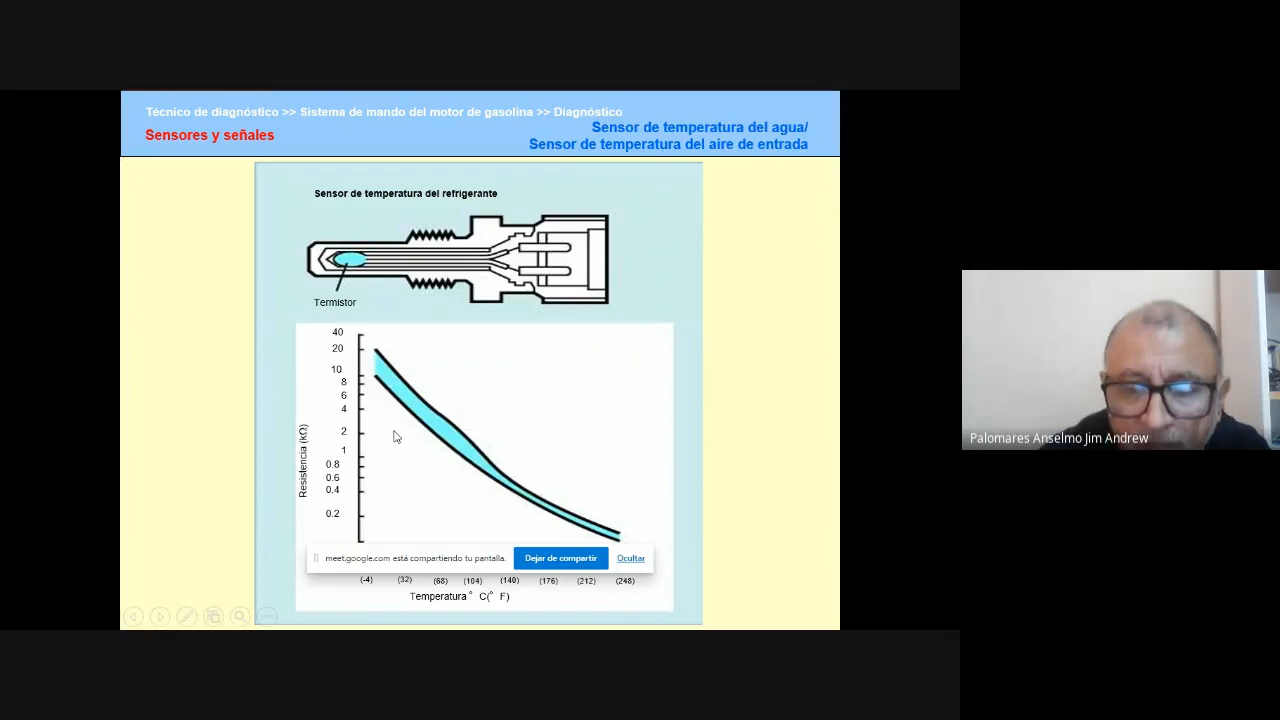 Técnico de diagnóstico >> Sistema de mando del motor de gasolina >> Diagnóstico
Sensores y señales
Sensor de temperatura del agua/
Sensor de temperatura del aire de entrada
Sensor de temperatura del refrigerante
Termistor
40
20
10
8
6
4
2
1
0.8
0.6
0.4
0.2
Resistencia (kΩ)
meet.google.com está compartiendo tu pantalla.
Dejar de compartir
Ocultar
(-4) (32) (68) (104) (140) (176) (212) (248)
Temperatura ° C(° F)
Palomares Anselmo Jim Andrew